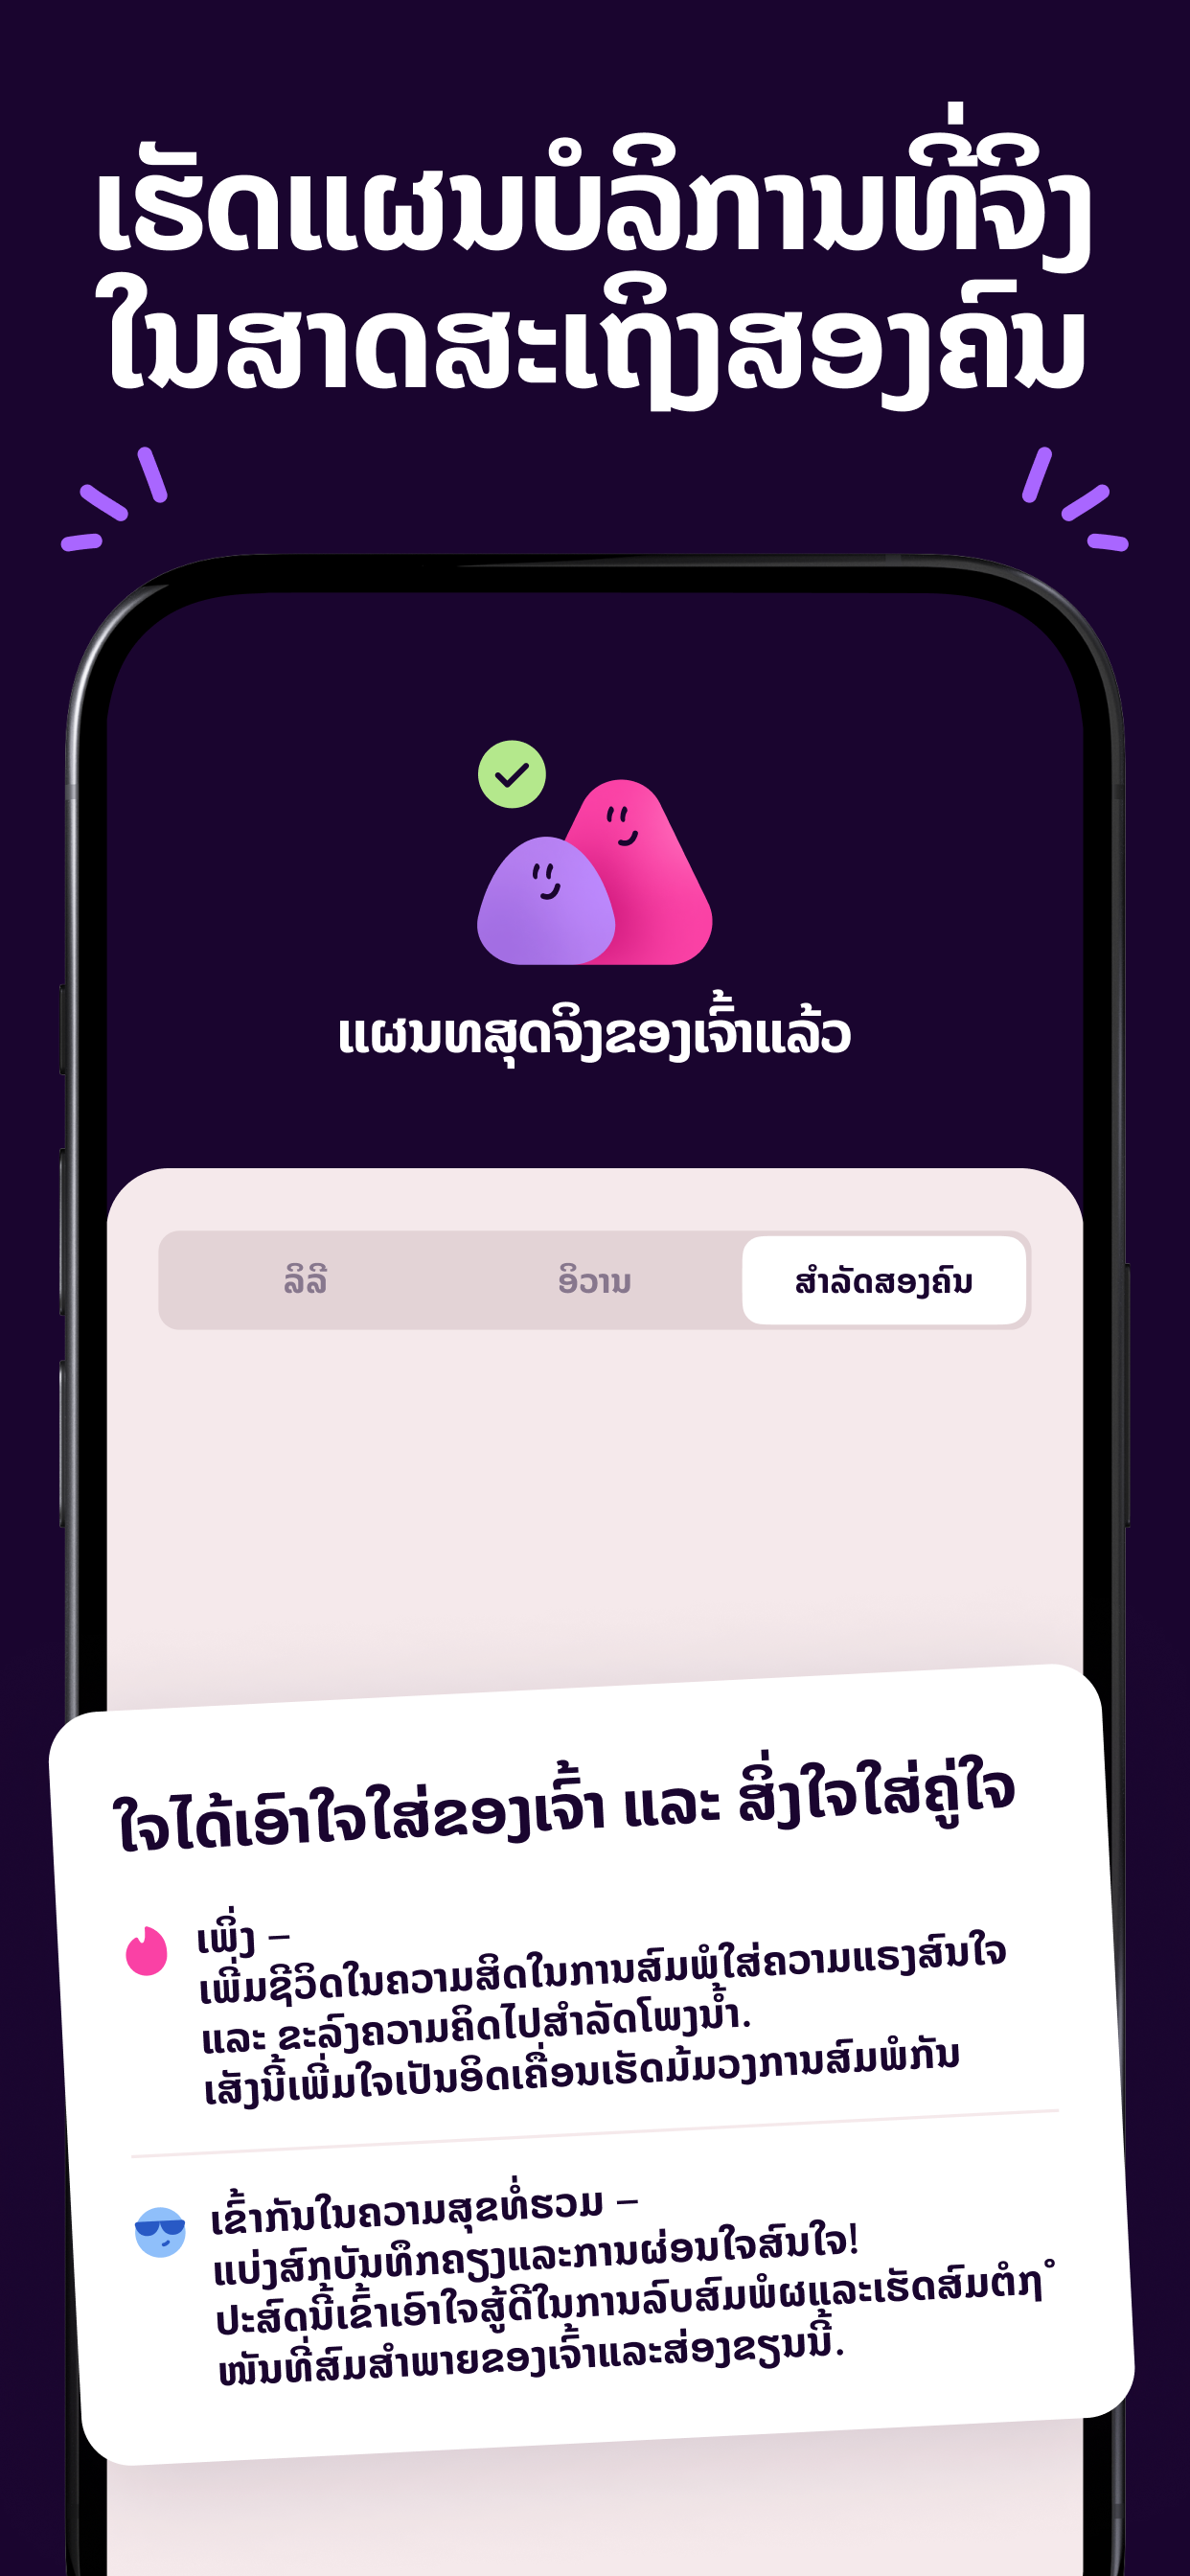 ເຮັດແຜນບໍລິການທີ່ຈິງ
ໃນສາດສະເຖິງສອງຄົນ
ແຜນທສຸດຈິງຂອງເຈົ້າແລ້ວ
ລິລີ
ອິວານ
ສຳລັດສອງຄົນ
ໃຈໄດ້ເອົາໃຈໃສ່ຂອງເຈົ້າ ແລະ ສິ່ງໃຈໃສ່ຄູ່ໃຈ
ເພິ່ງ –
ເພີ່ມຊີວິດໃນຄວາມສິດໃນການສົມພໍໃສ່ຄວາມແຮງສົນໃຈ
ແລະ ຂະລົງຄວາມຄິດໄປສຳລັດໂພງນ້ຳ.
ເສັງນີ້ເພີ່ມໃຈເປັນອິດເຄື່ອນເຮັດມ້ມວງການສົມພໍກັນ
ເຂົ້າກັນໃນຄວາມສຸຂທໍ່ຮວມ –
ແບ່ງສົກບັນທຶກຄຽງແລະການຜ່ອນໃຈສົນໃຈ!
ປະສົດນີ້ເຂົ້າເອົາໃຈສູ້ດີໃນການລົບສົມພໍຜແລະເຮັດສົມຕໍກ
ໜັນທີ່ສົມສຳພາຍຂອງເຈົ້າແລະສ່ອງຂຽນນີ້.